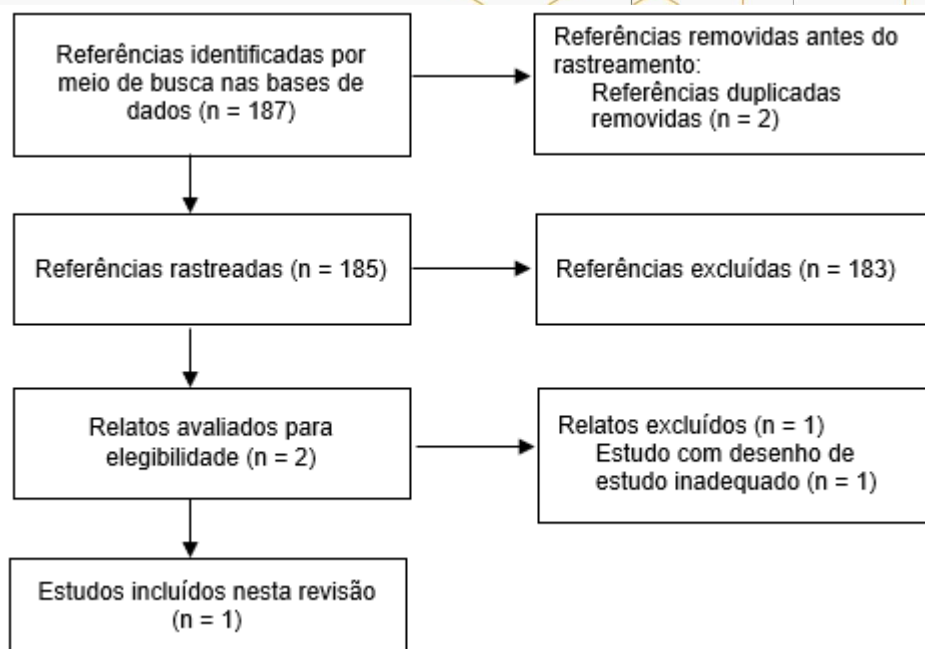 Referências identificadas por
meio de busca nas bases de
dados (n = 187)
Referências removidas antes do
rastreamento:
Referências duplicadas
removidas (n = 2)
Referências rastreadas (n = 185)
Referências excluídas (n = 183)
Relatos avaliados para
elegibilidade (n = 2)
Relatos excluídos (n = 1)
Estudo com desenho de
estudo inadequado (n = 1)
Estudos incluídos nesta revisão
(n = 1)